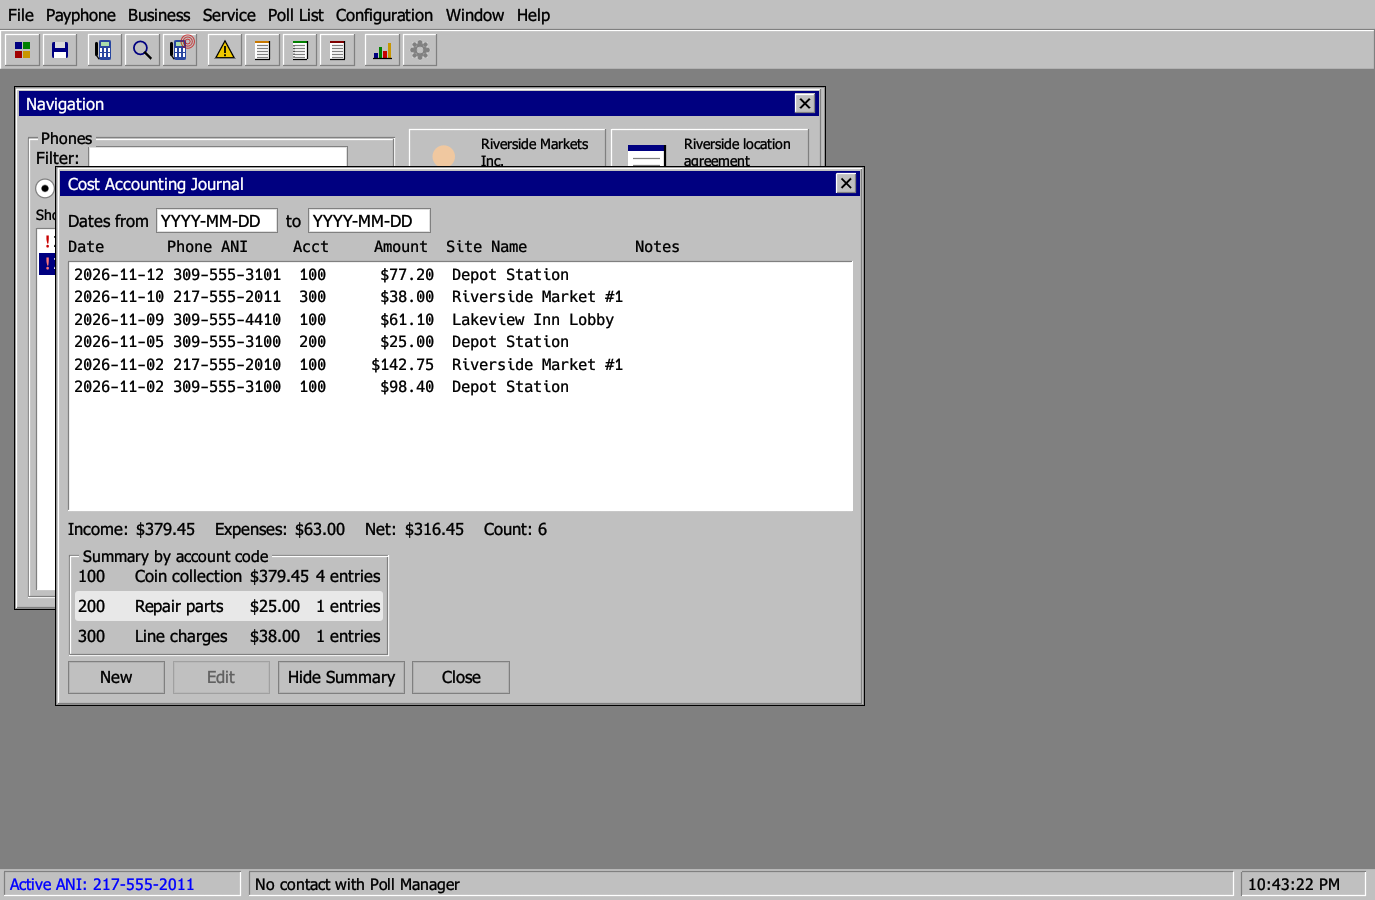 File Payphone Business Service Poll List Configuration Window Help
Navigation
Phones
Filter:
Riverside Markets
Inc.
Riverside location
agreement
Cost Accounting Journal
Dates from YYYY-MM-DD to YYYY-MM-DD
Date Phone ANI Acct Amount Site Name Notes
2026-11-12 309-555-3101 100 $77.20 Depot Station
2026-11-10 217-555-2011 300 $38.00 Riverside Market #1
2026-11-09 309-555-4410 100 $61.10 Lakeview Inn Lobby
2026-11-05 309-555-3100 200 $25.00 Depot Station
2026-11-02 217-555-2010 100 $142.75 Riverside Market #1
2026-11-02 309-555-3100 100 $98.40 Depot Station
Income: $379.45 Expenses: $63.00 Net: $316.45 Count: 6
Summary by account code
100 Coin collection $379.45 4 entries
200 Repair parts $25.00 1 entries
300 Line charges $38.00 1 entries
New Edit Hide Summary Close
Active ANI: 217-555-2011 No contact with Poll Manager 10:43:22 PM